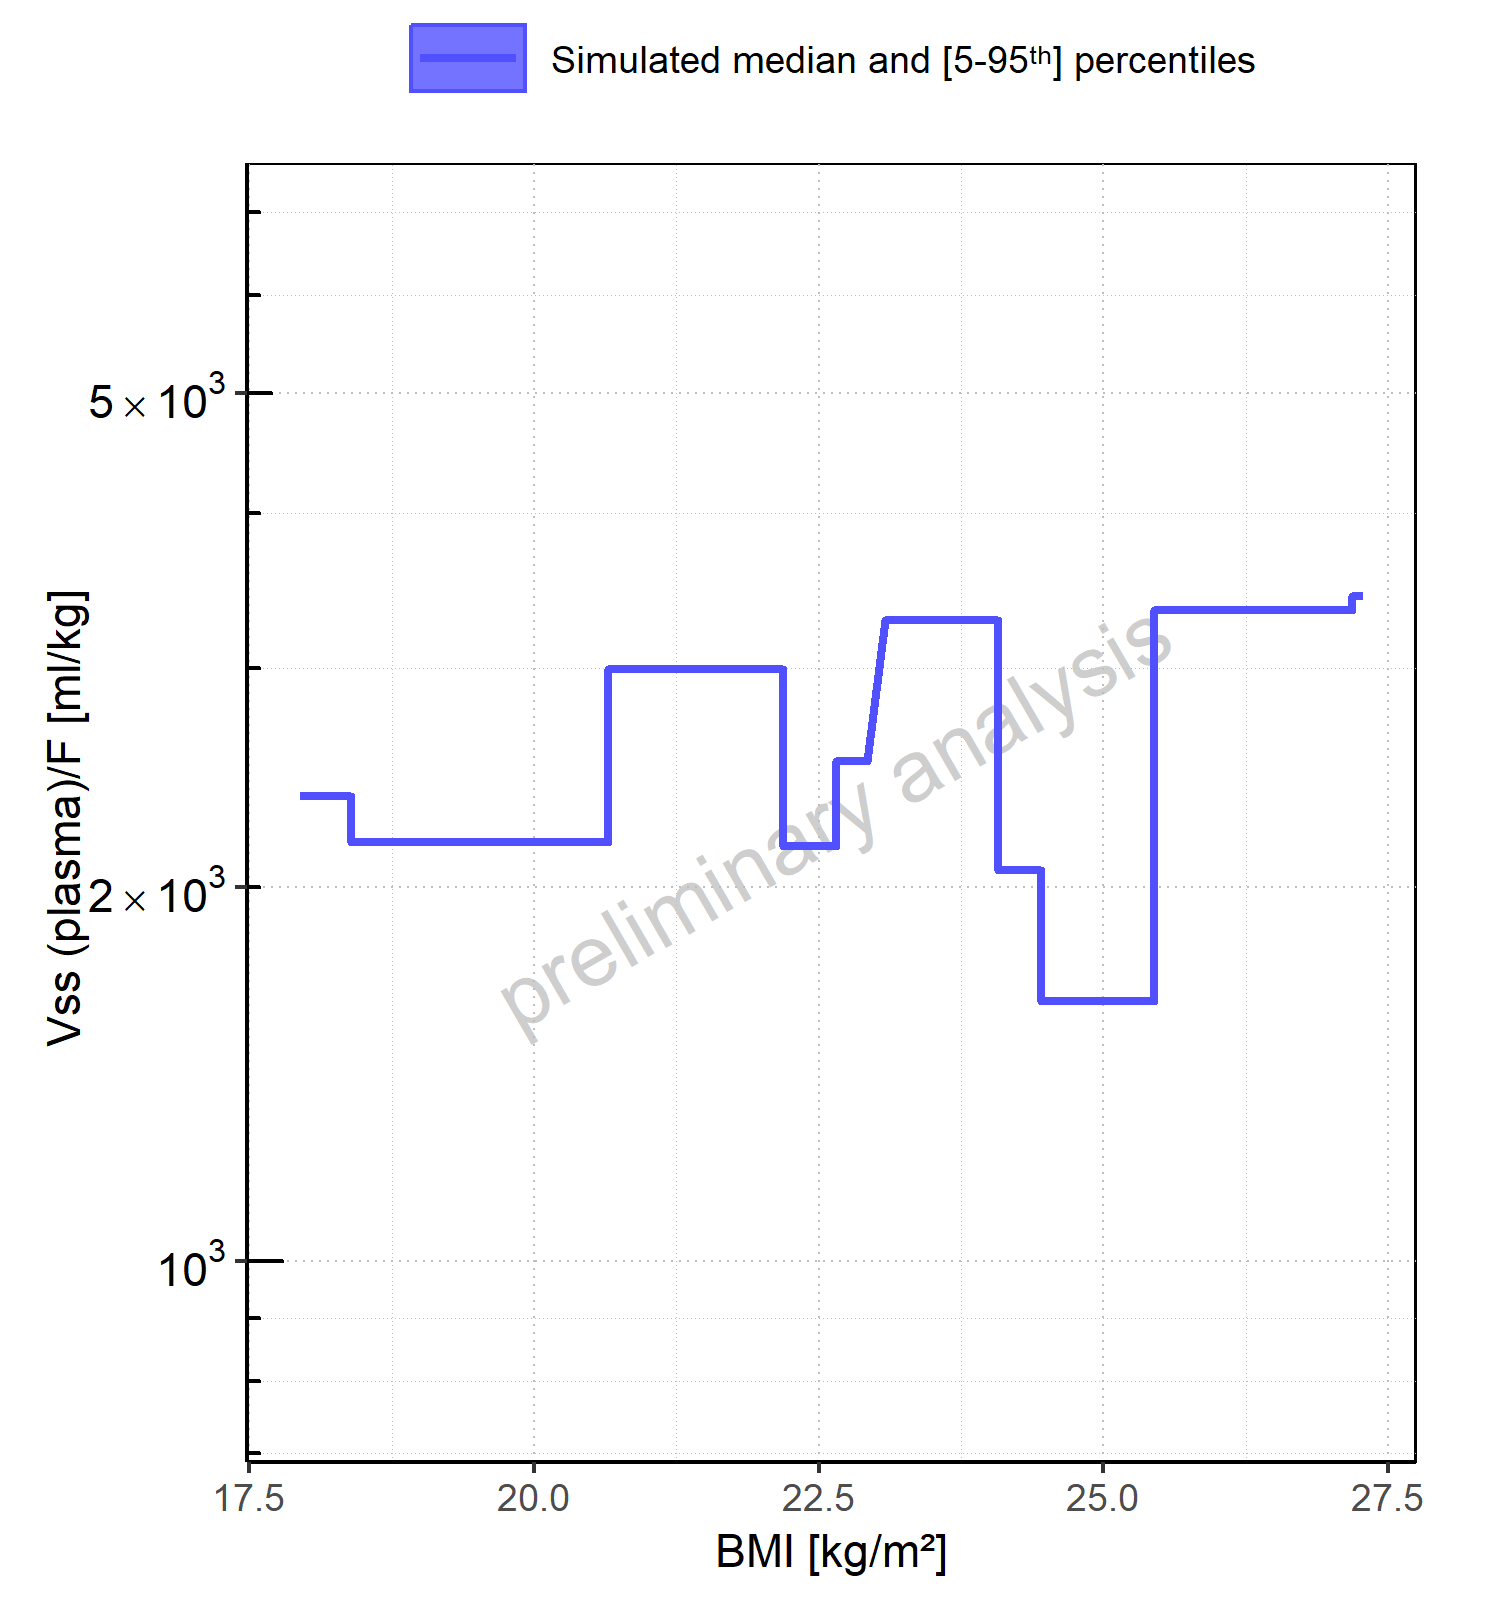 Simulated median and [5-95ᵗʰ] percentiles
Vss (plasma)/F [ml/kg]
5 × 10³
2 × 10³
10³
preliminary analysis
17.5 20.0 22.5 25.0 27.5
BMI [kg/m²]